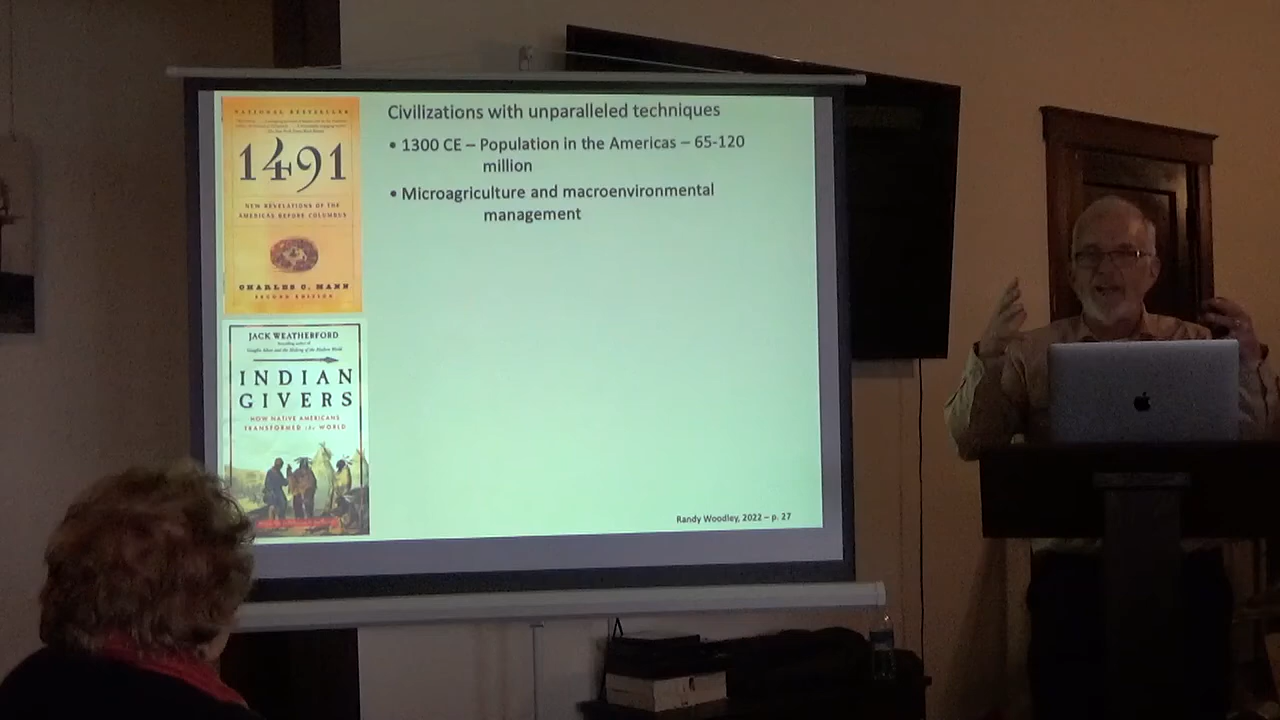 NATIONAL BESTSELLER
1491
NEW REVELATIONS OF THE
AMERICAS BEFORE COLUMBUS
CHARLES C. MANN
SECOND EDITION
JACK WEATHERFORD
INDIAN
GIVERS
HOW NATIVE AMERICANS
TRANSFORMED the WORLD
Civilizations with unparalleled techniques
• 1300 CE – Population in the Americas – 65-120
million
• Microagriculture and macroenvironmental
management
Randy Woodley, 2022 – p. 27